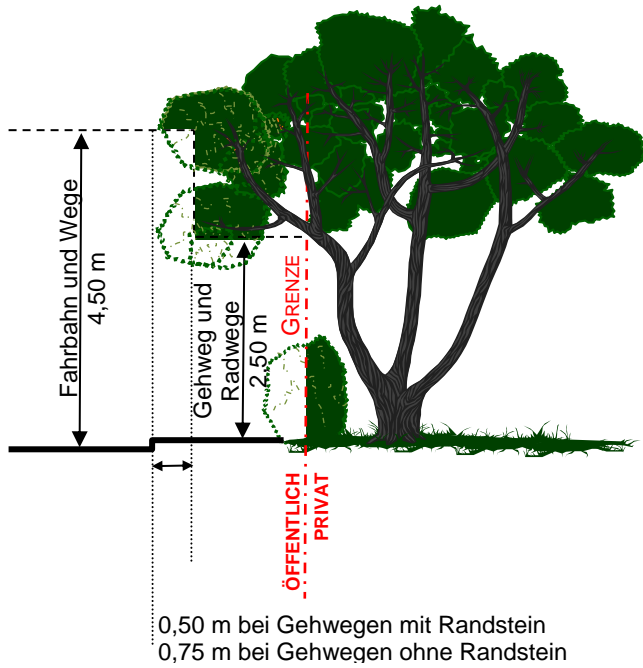 Fahrbahn und Wege
4,50 m
Gehweg und
Radwege
2,50 m
GRENZE
ÖFFENTLICH
PRIVAT
0,50 m bei Gehwegen mit Randstein
0,75 m bei Gehwegen ohne Randstein